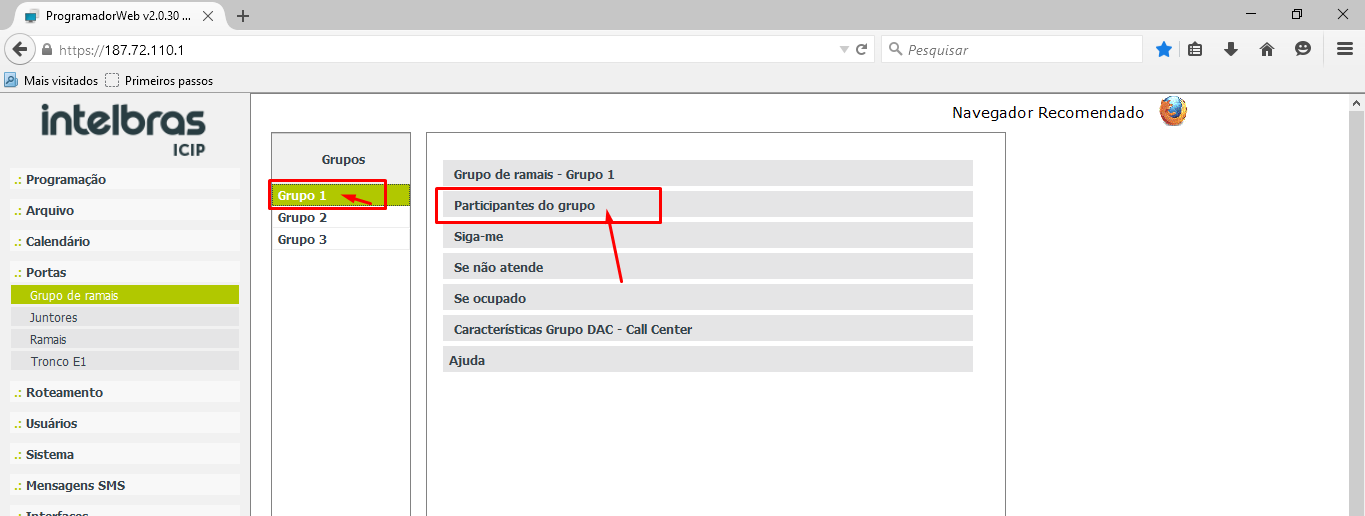 ProgramadorWeb v2.0.30 ...
https://187.72.110.1
Pesquisar
Mais visitados
Primeiros passos
intelbras
ICIP
.: Programação
.: Arquivo
.: Calendário
.: Portas
Grupo de ramais
Juntores
Ramais
Tronco E1
.: Roteamento
.: Usuários
.: Sistema
.: Mensagens SMS
.: Interfaces
Navegador Recomendado
Grupos
Grupo 1
Grupo 2
Grupo 3
Grupo de ramais - Grupo 1
Participantes do grupo
Siga-me
Se não atende
Se ocupado
Características Grupo DAC - Call Center
Ajuda